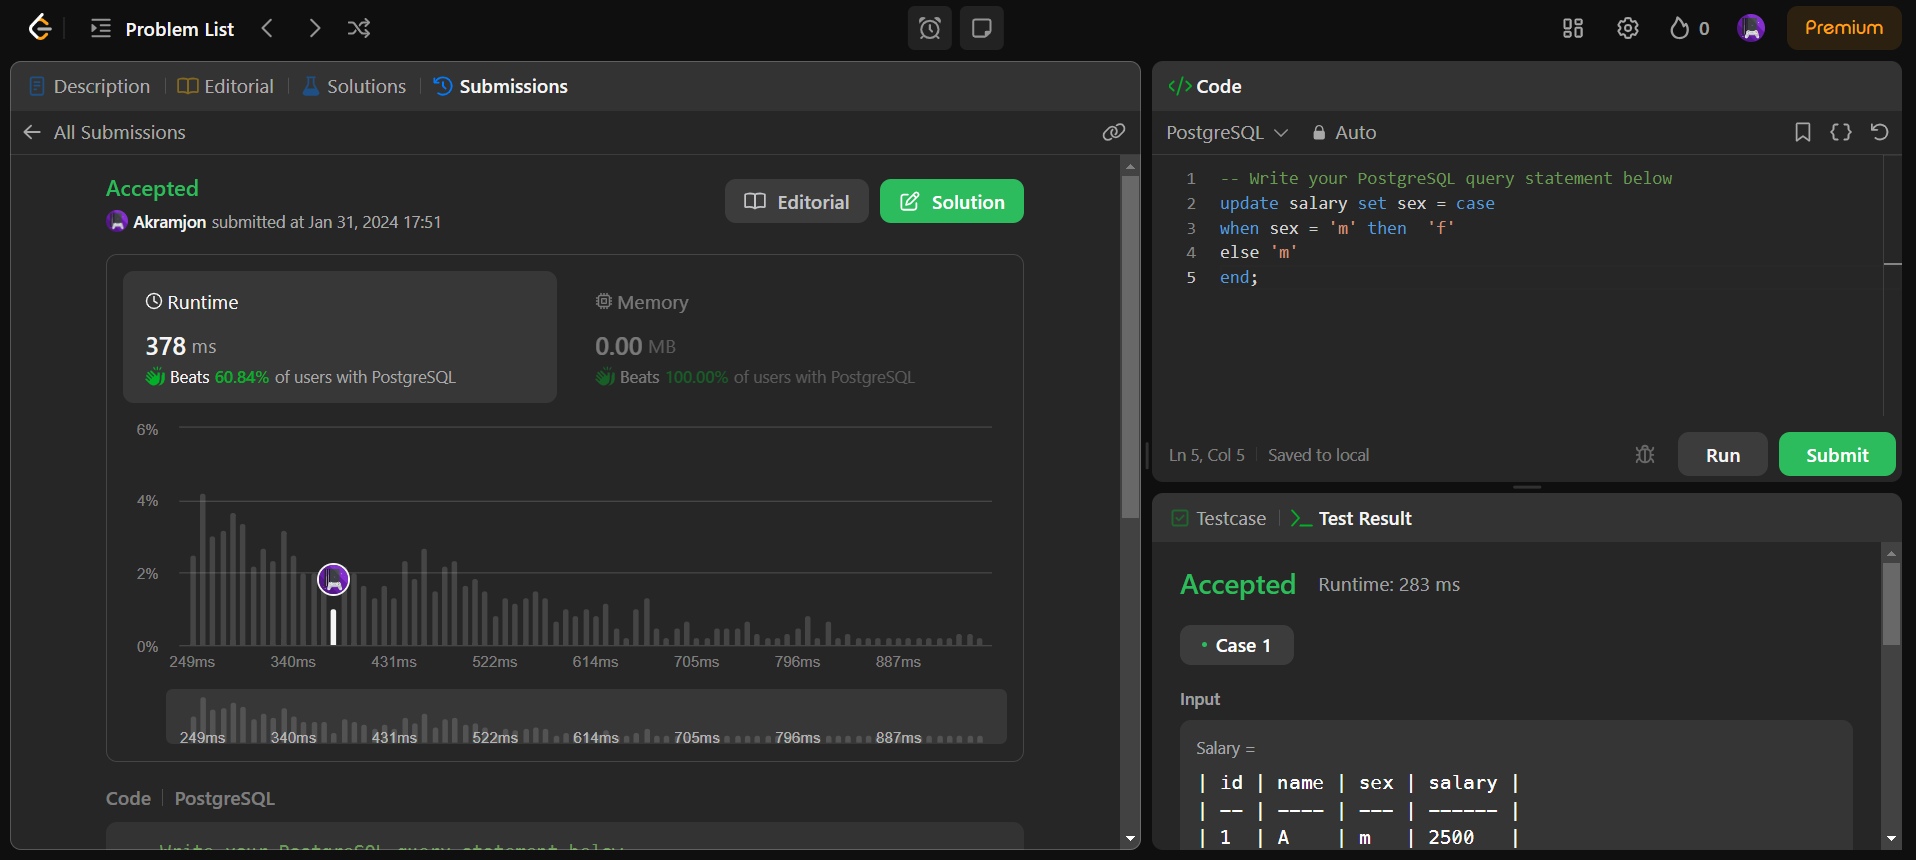 Problem List
0
Premium
Description
Editorial
Solutions
Submissions
All Submissions
Accepted
Akramjon submitted at Jan 31, 2024 17:51
Editorial
Solution
Runtime
378 ms
Beats 60.84% of users with PostgreSQL
Memory
0.00 MB
Beats 100.00% of users with PostgreSQL
6%
4%
2%
0%
249ms 340ms 431ms 522ms 614ms 705ms 796ms 887ms
249ms 340ms 431ms 522ms 614ms 705ms 796ms 887ms
Code
PostgreSQL
-- Write your PostgreSQL query statement below
</> Code
PostgreSQL
Auto
1 -- Write your PostgreSQL query statement below
2 update salary set sex = case
3 when sex = 'm' then  'f'
4 else 'm'
5 end;
Ln 5, Col 5
Saved to local
Run
Submit
Testcase
>_ Test Result
Accepted
Runtime: 283 ms
• Case 1
Input
Salary =
| id | name | sex | salary |
| -- | ---- | --- | ------ |
| 1  | A    | m   | 2500   |